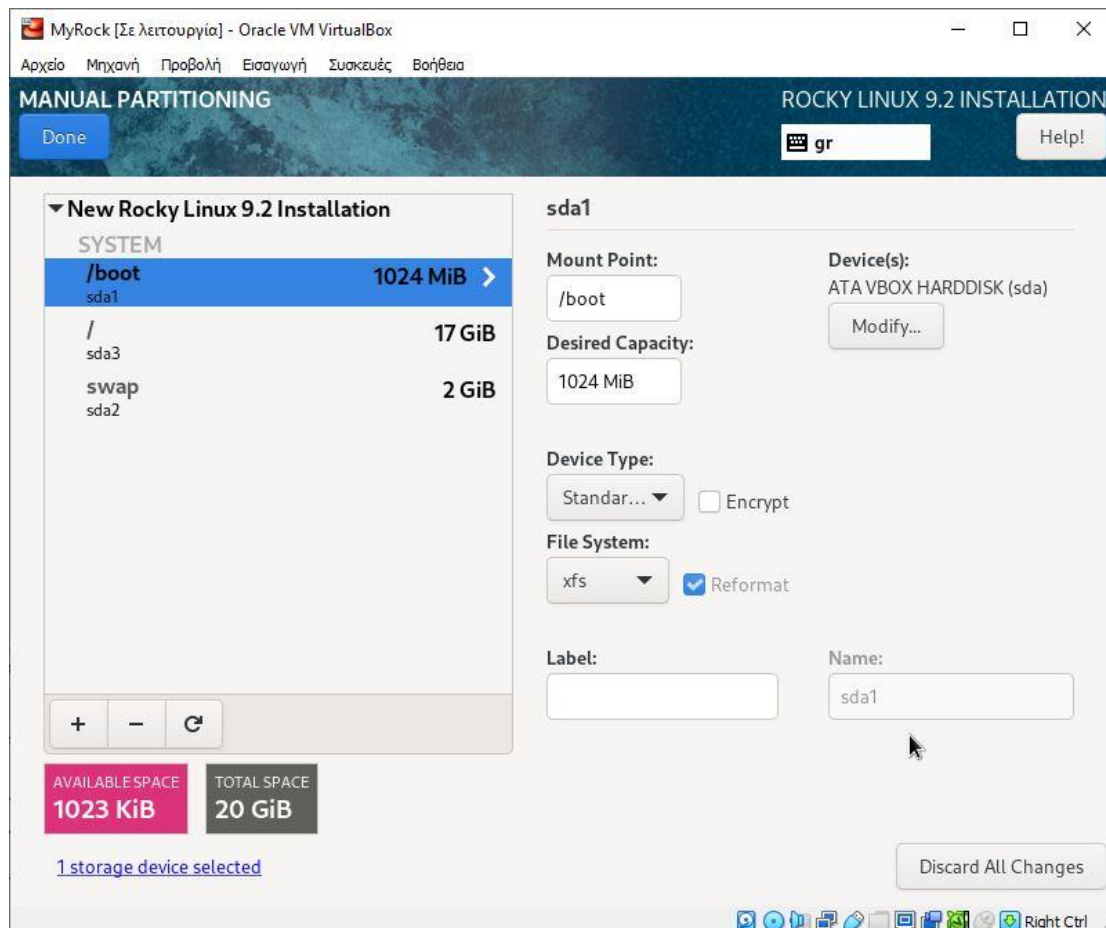 MyRock [Σε λειτουργία] - Oracle VM VirtualBox
Αρχείο Μηχανή Προβολή Εισαγωγή Συσκευές Βοήθεια
MANUAL PARTITIONING
ROCKY LINUX 9.2 INSTALLATION
Done
gr
Help!
New Rocky Linux 9.2 Installation
SYSTEM
/boot 1024 MiB
sda1
/ 17 GiB
sda3
swap 2 GiB
sda2
+ −
AVAILABLE SPACE
1023 KiB
TOTAL SPACE
20 GiB
1 storage device selected
sda1
Mount Point:
/boot
Device(s):
ATA VBOX HARDDISK (sda)
Modify...
Desired Capacity:
1024 MiB
Device Type:
Standar... Encrypt
File System:
xfs Reformat
Label:
Name:
sda1
Discard All Changes
Right Ctrl